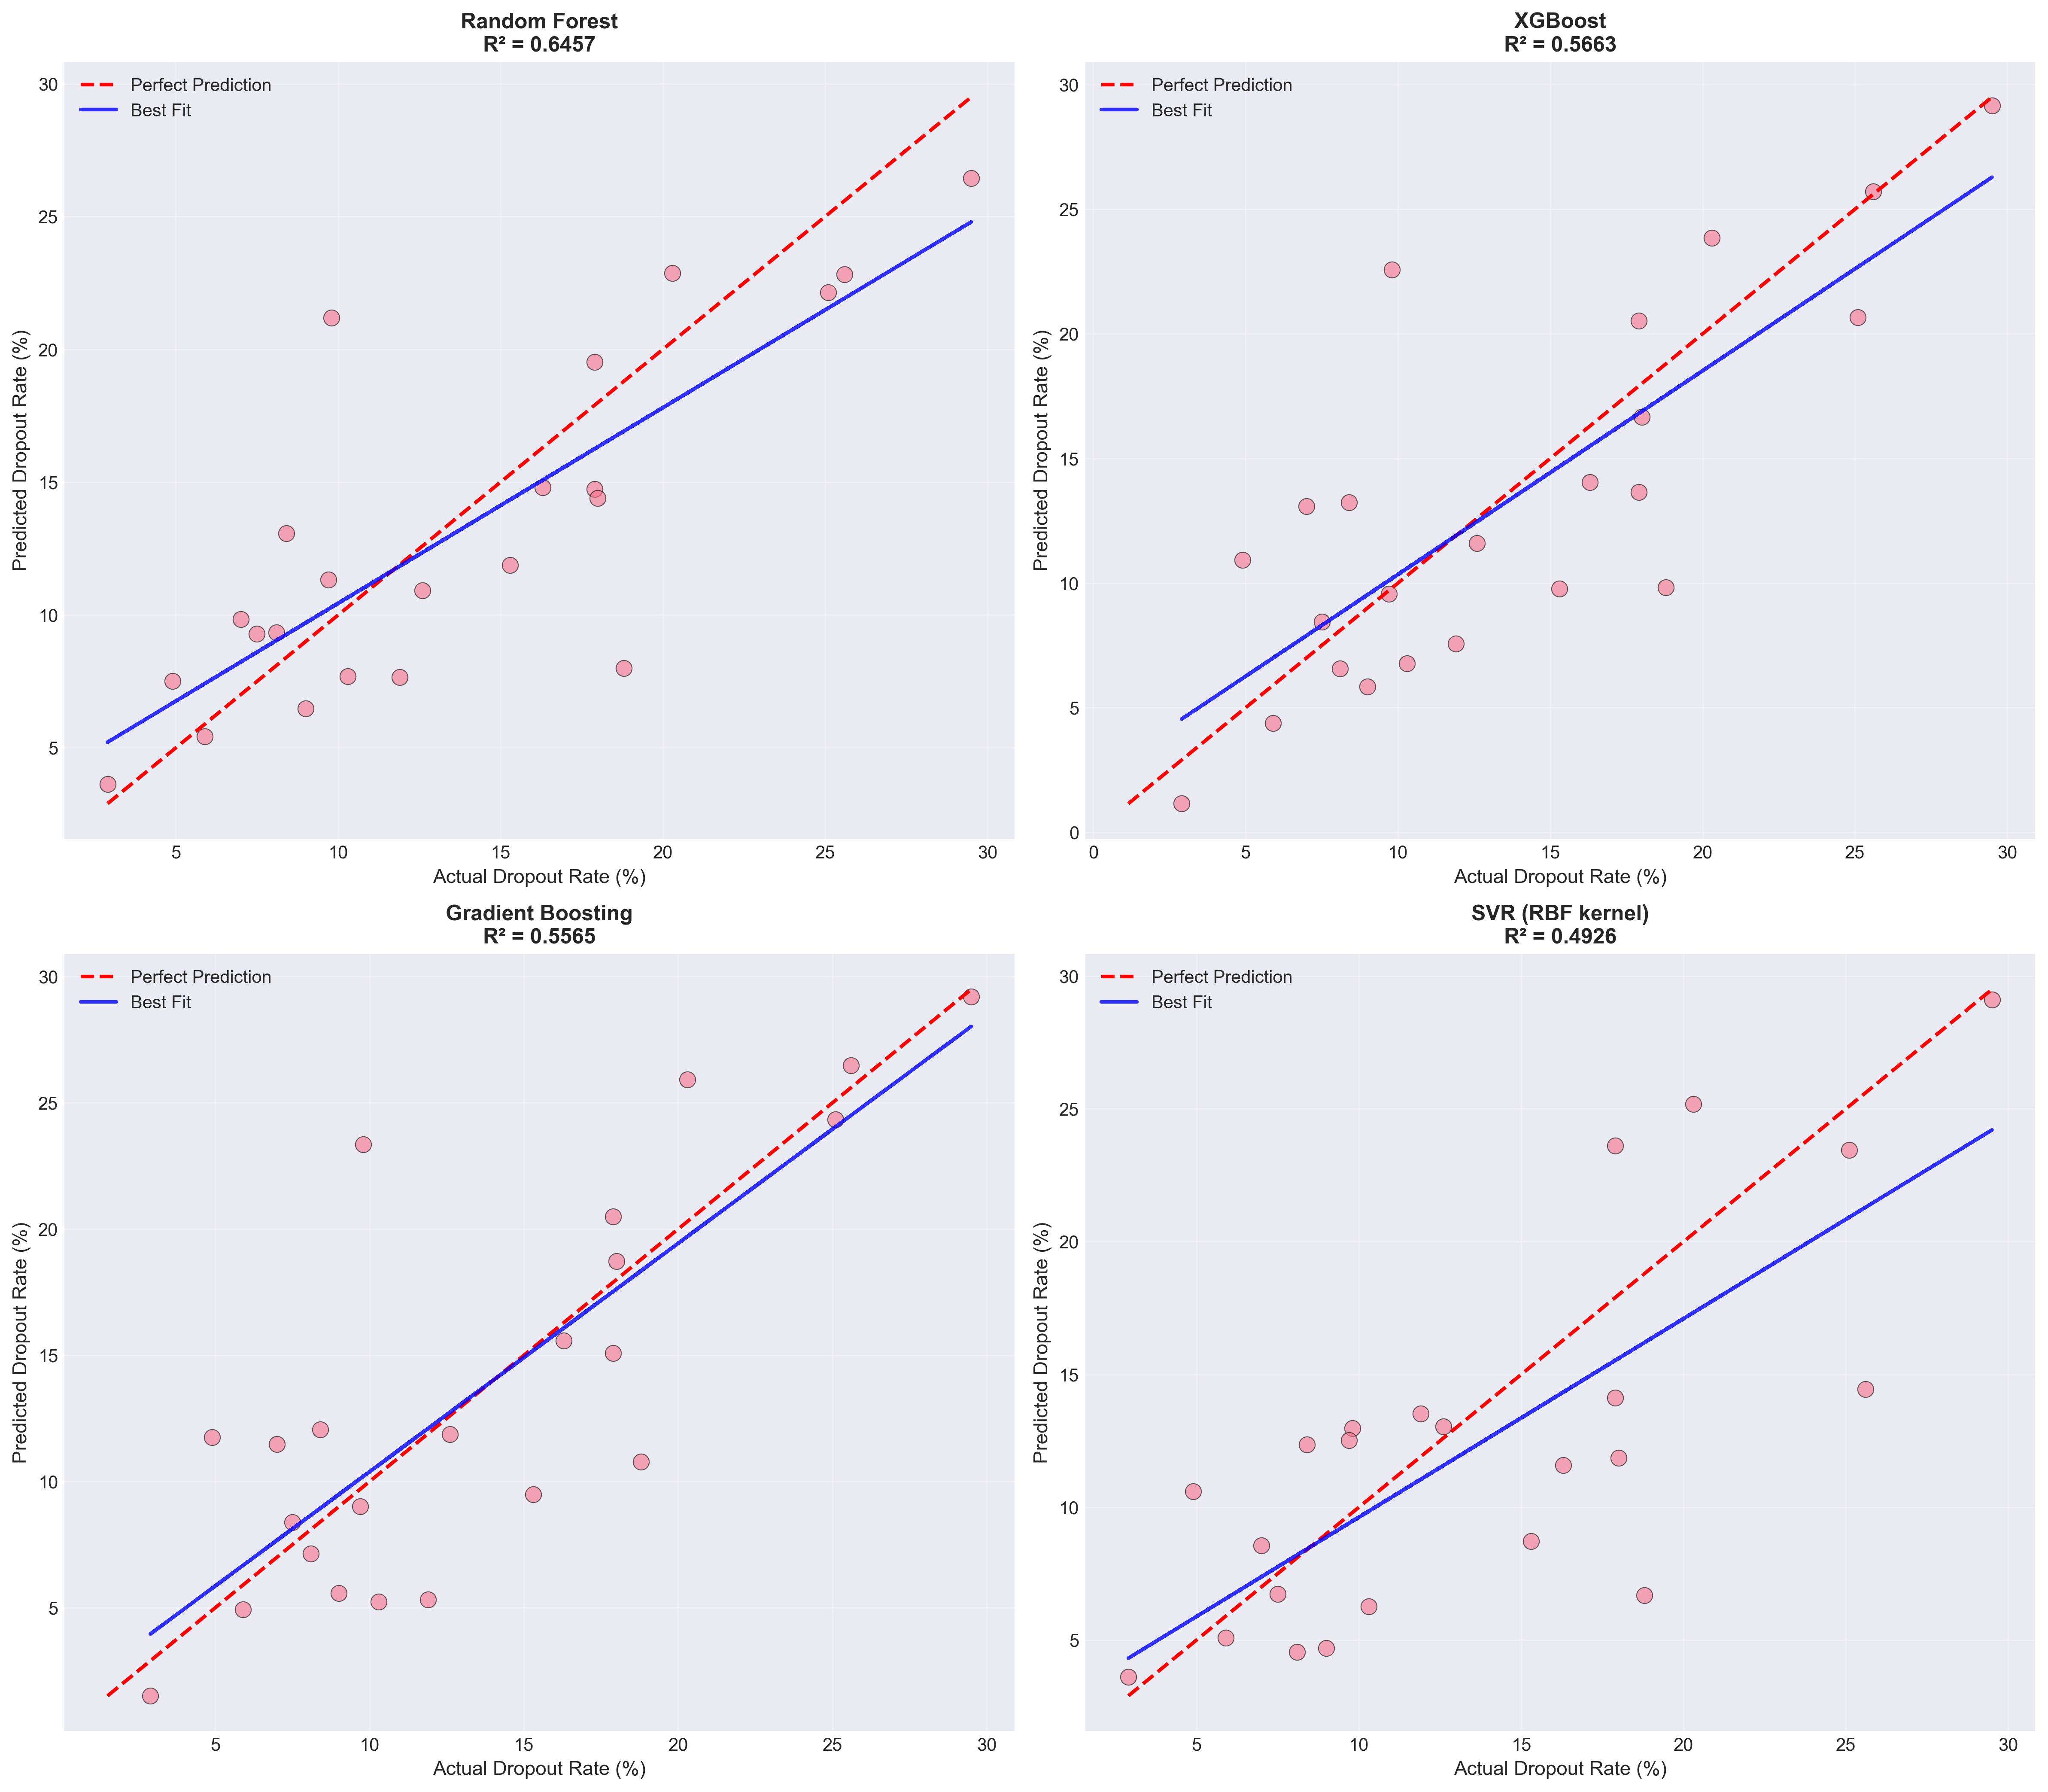 Random Forest
R² = 0.6457
Perfect Prediction
Best Fit
30
25
20
15
10
5
Predicted Dropout Rate (%)
5 10 15 20 25 30
Actual Dropout Rate (%)
XGBoost
R² = 0.5663
Perfect Prediction
Best Fit
30
25
20
15
10
5
0
Predicted Dropout Rate (%)
0 5 10 15 20 25 30
Actual Dropout Rate (%)
Gradient Boosting
R² = 0.5565
Perfect Prediction
Best Fit
30
25
20
15
10
5
Predicted Dropout Rate (%)
5 10 15 20 25 30
Actual Dropout Rate (%)
SVR (RBF kernel)
R² = 0.4926
Perfect Prediction
Best Fit
30
25
20
15
10
5
Predicted Dropout Rate (%)
5 10 15 20 25 30
Actual Dropout Rate (%)